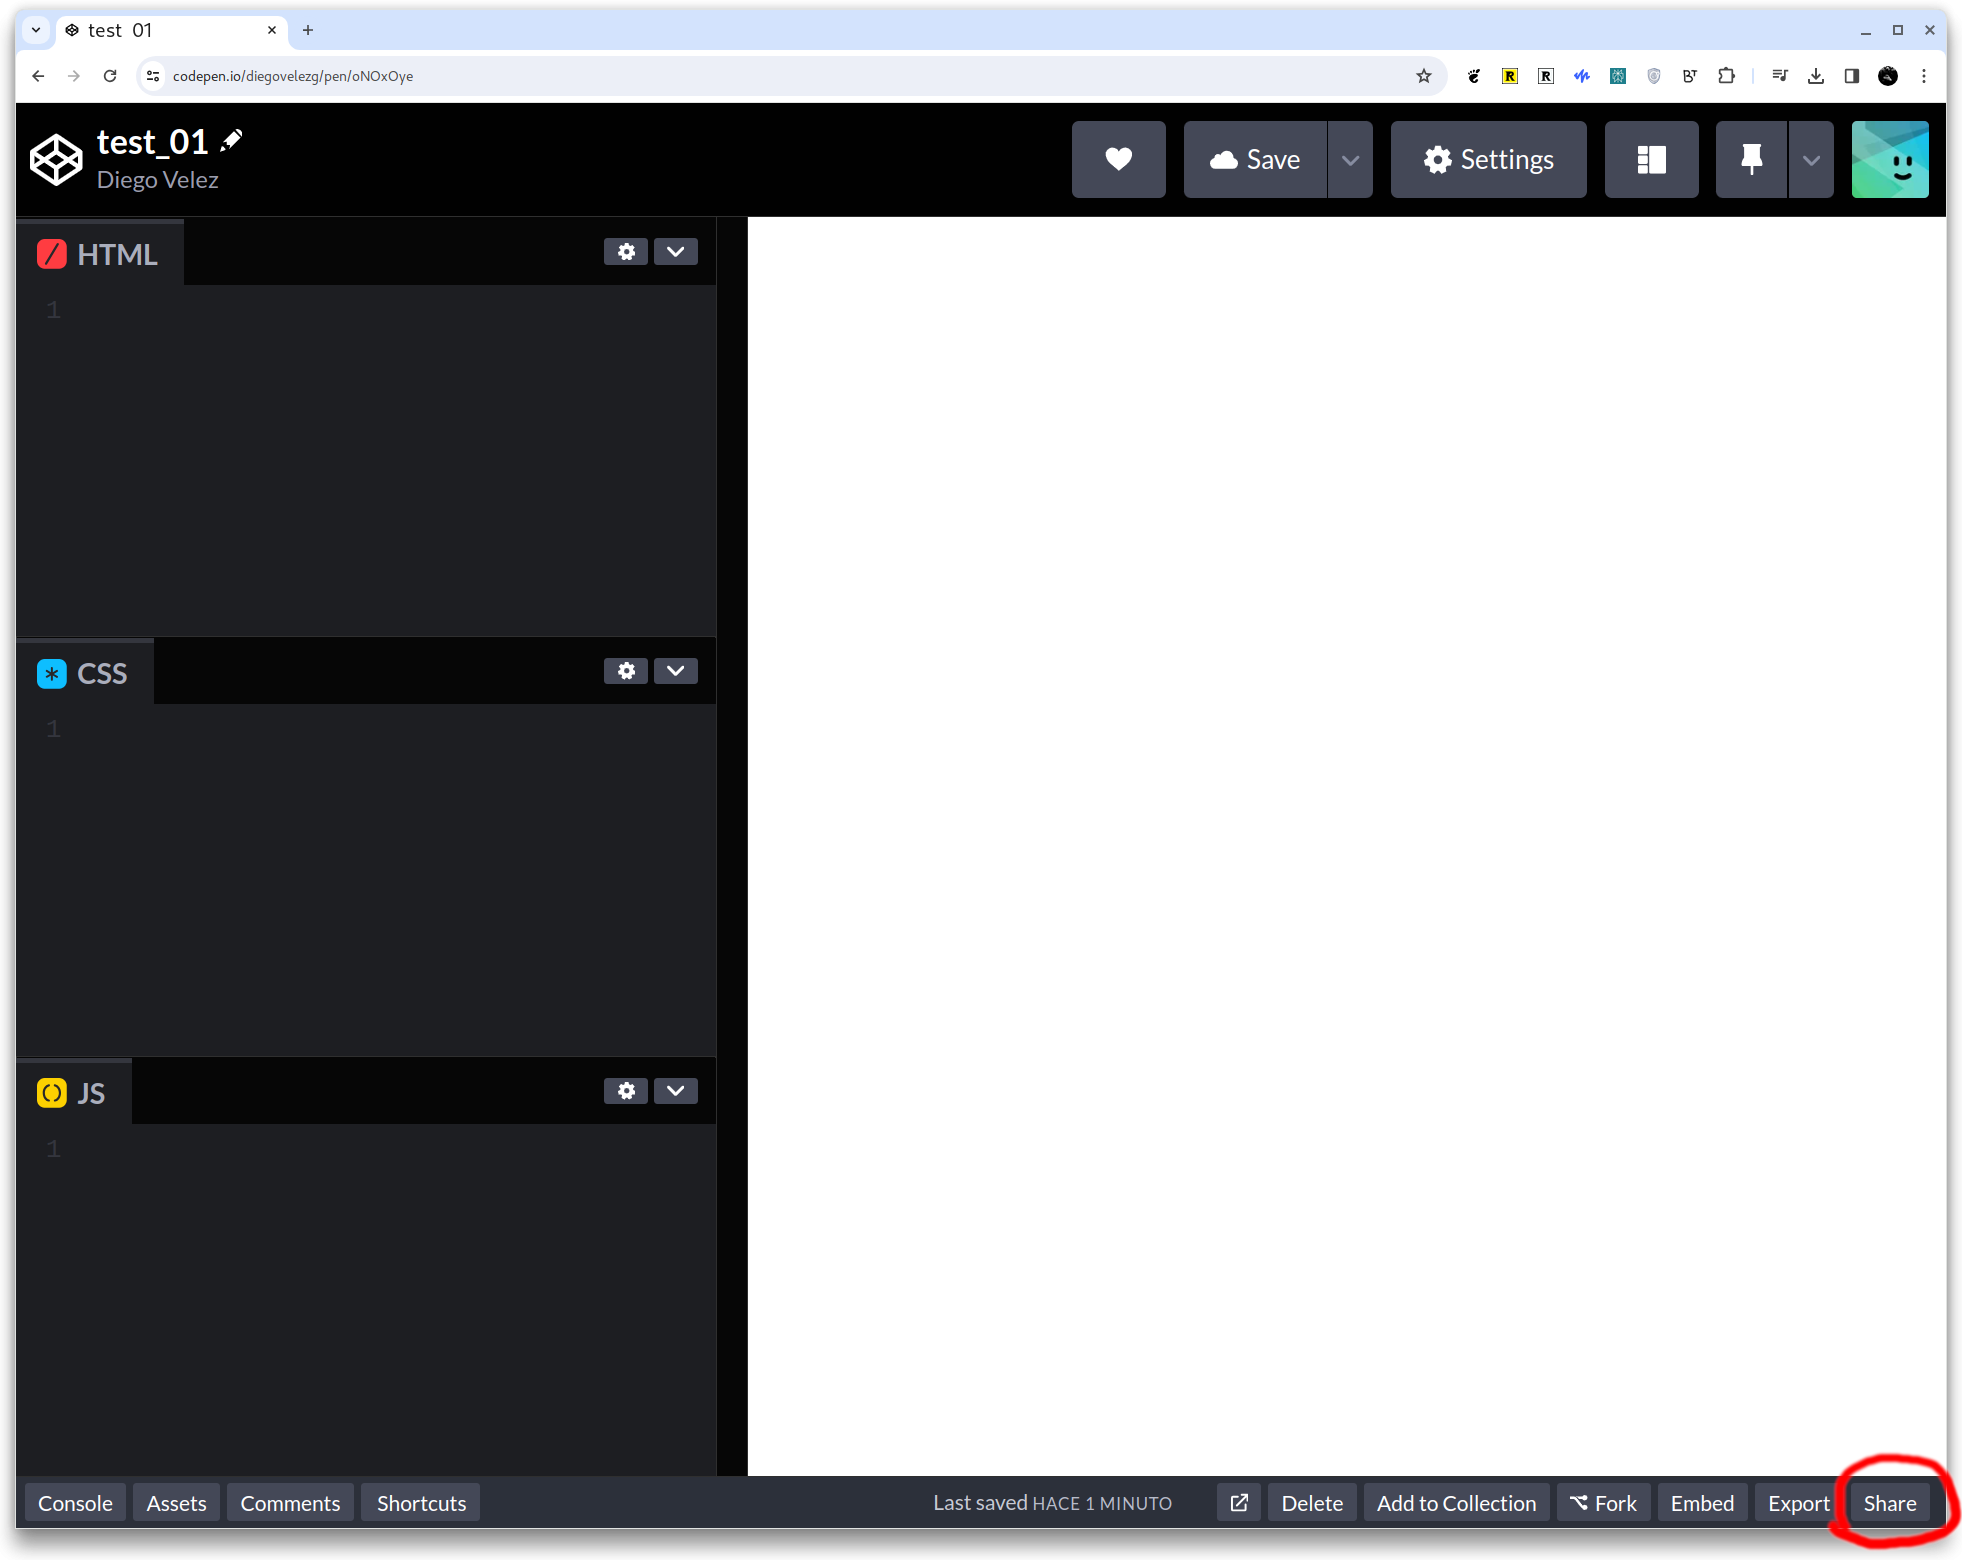 test 01
codepen.io/diegovelezg/pen/oNOxOye
test_01
Diego Velez
Save
Settings
HTML
1
CSS
1
JS
1
Console Assets Comments Shortcuts Last saved HACE 1 MINUTO Delete Add to Collection Fork Embed Export Share